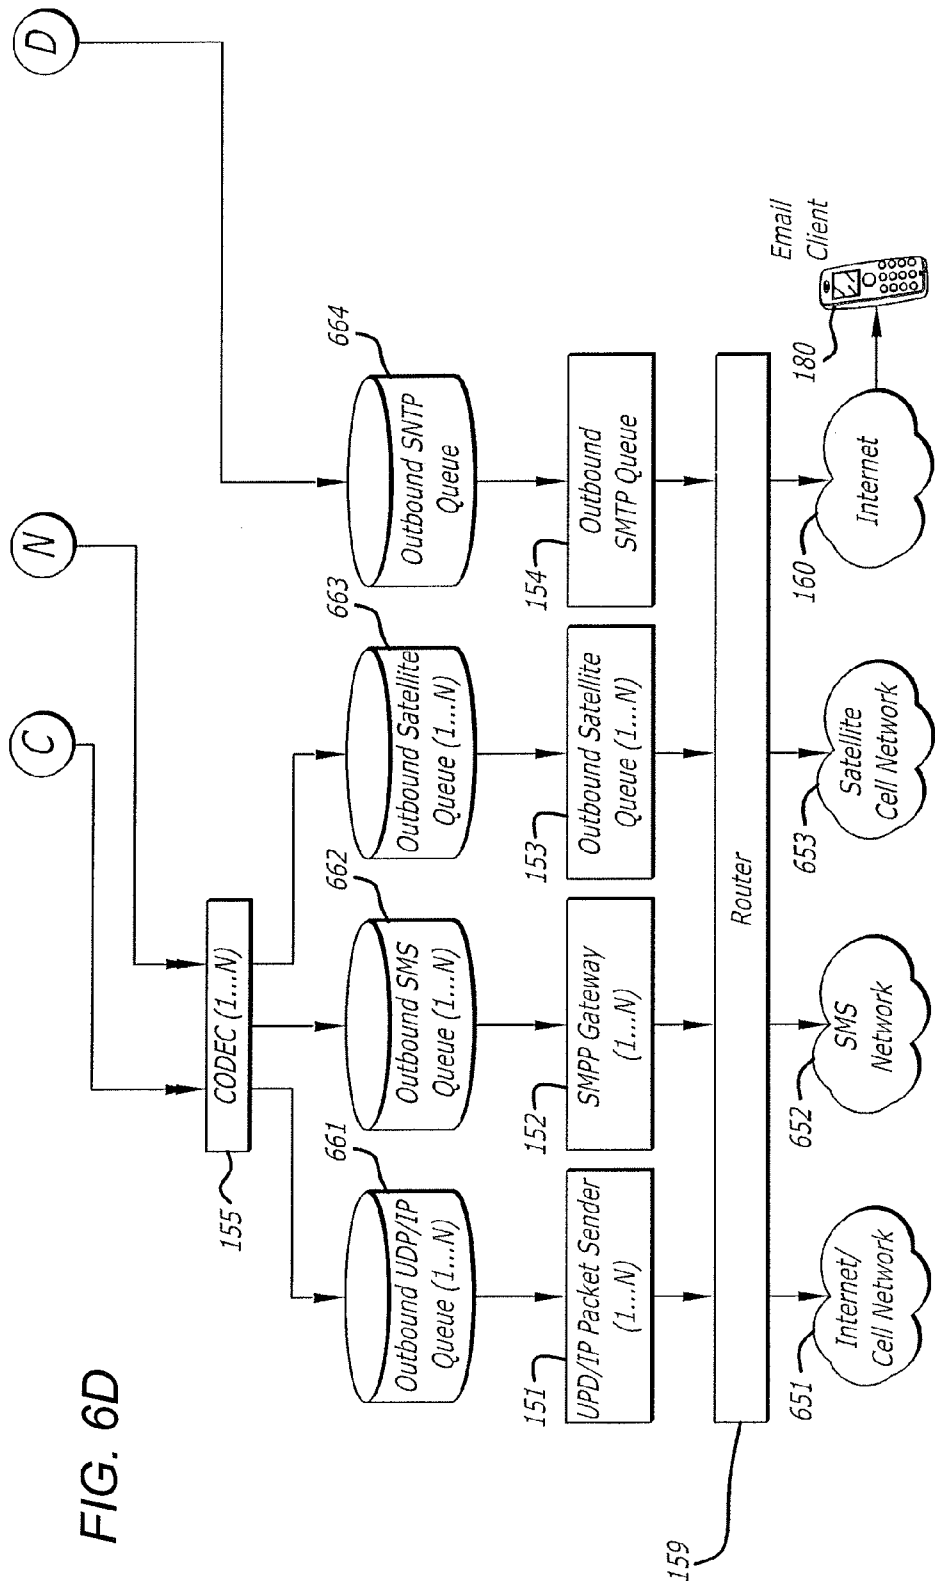 FIG. 6D
C
N
D
CODEC (1...N)
155
661
662
663
664
Outbound UDP/IP
Queue (1...N)
Outbound SMS
Queue (1...N)
Outbound Satellite
Queue (1...N)
Outbound SNTP
Queue
151
UPD/IP Packet Sender
(1...N)
152
SMPP Gateway
(1...N)
153
Outbound Satellite
Queue (1...N)
154
Outbound
SMTP Queue
159
Router
651
Internet/
Cell Network
652
SMS
Network
653
Satellite
Cell Network
160
Internet
180
Email
Client